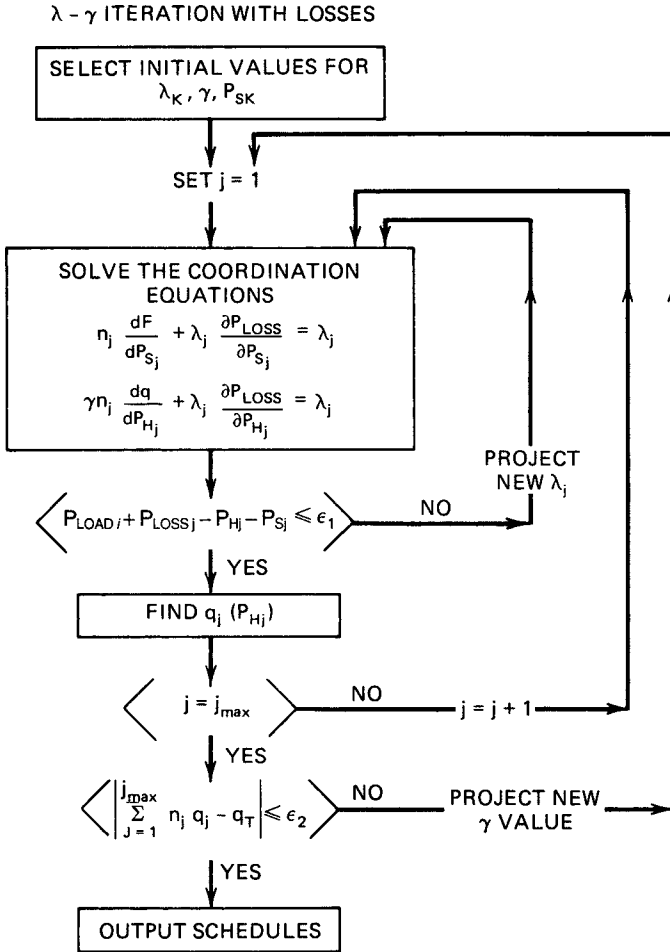 λ – γ ITERATION WITH LOSSES
SELECT INITIAL VALUES FOR
λ_K , γ, P_SK
SET j = 1
SOLVE THE COORDINATION
EQUATIONS
n_j dF/dP_Sj + λ_j ∂P_LOSS/∂P_Sj = λ_j
γn_j dq/dP_Hj + λ_j ∂P_LOSS/∂P_Hj = λ_j
PROJECT
NEW λ_j
P_LOAD i + P_LOSS j – P_Hj – P_Sj ≤ ϵ_1
NO
YES
FIND q_j (P_Hj)
j = j_max
NO
j = j + 1
YES
|∑_{J = 1}^{j_max} n_j q_j – q_T| ≤ ϵ_2
NO
PROJECT NEW
γ VALUE
YES
OUTPUT SCHEDULES